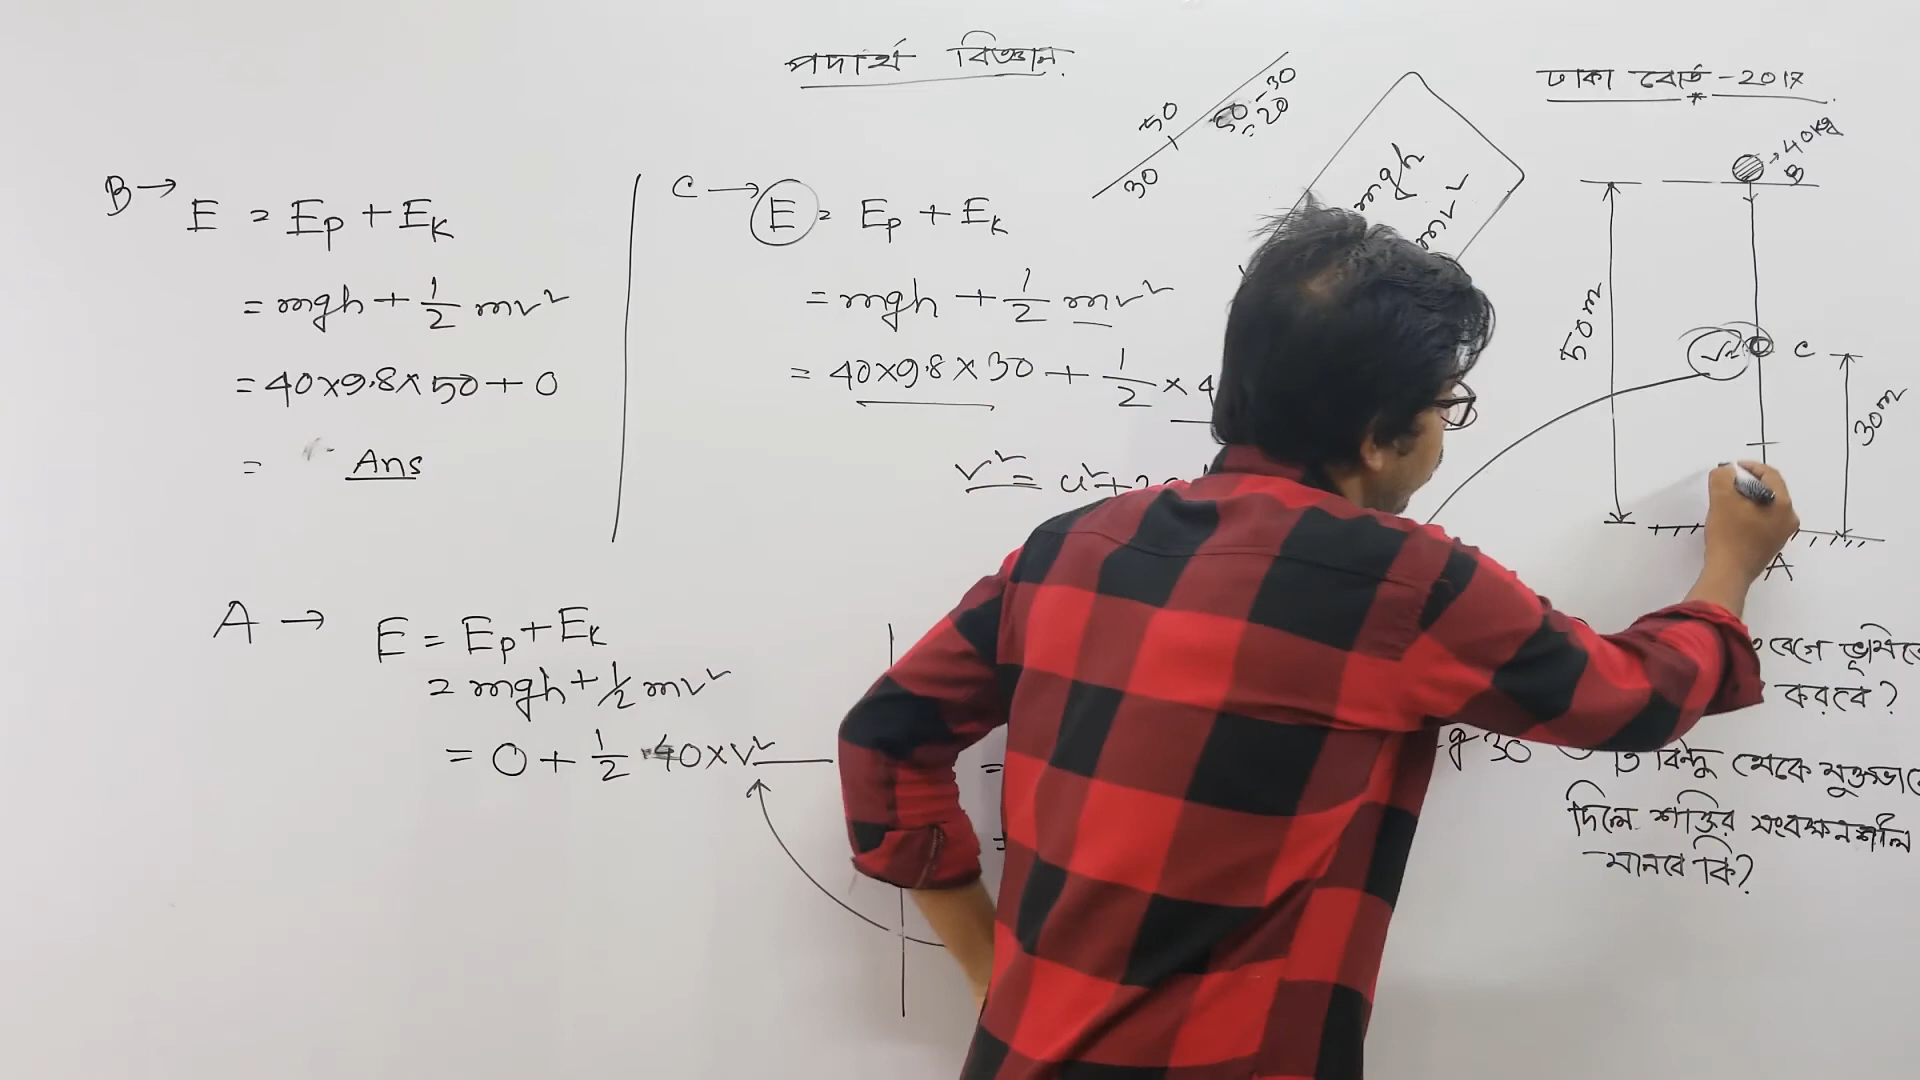 পদার্থ বিজ্ঞান
ঢাকা বোর্ড - 2017
B → E = Ep + Ek
= mgh + 1/2 mv²
= 40×9.8×50 + 0
= Ans
C → E = Ep + Ek
= mgh + 1/2 mv²
= 40×9.8×30 + 1/2 × 4
v² = u² + 2
A → E = Ep + Ek
= mgh + 1/2 mv²
= 0 + 1/2 40×v²
50
30
50 - 30
= 20
mgh
→ 40kg
B
50m
C
30m
A
বেগে ভূমিতে
করবে?
30
বিন্দু থেকে মুক্তভাবে
দিলে শক্তির সংরক্ষনশীল
মানবে কি?